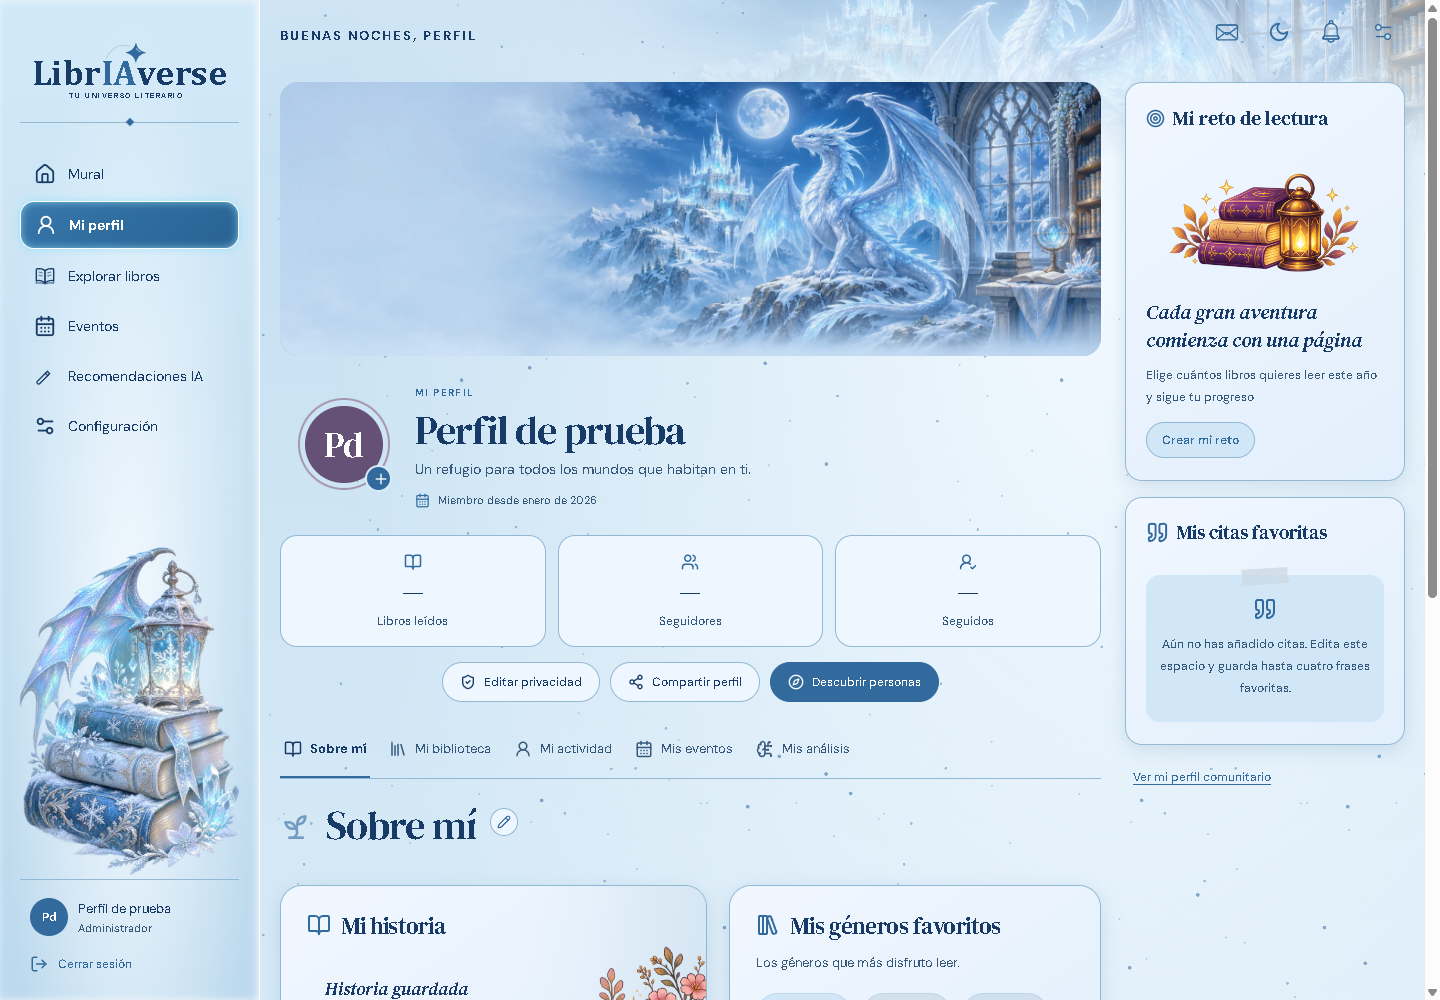 LibrIAverse
TU UNIVERSO LITERARIO
Mural
Mi perfil
Explorar libros
Eventos
Recomendaciones IA
Configuración
Pd
Perfil de prueba
Administrador
Cerrar sesión
BUENAS NOCHES, PERFIL
Pd
MI PERFIL
Perfil de prueba
Un refugio para todos los mundos que habitan en ti.
Miembro desde enero de 2026
—
Libros leídos
—
Seguidores
—
Seguidos
Editar privacidad
Compartir perfil
Descubrir personas
Sobre mí
Mi biblioteca
Mi actividad
Mis eventos
Mis análisis
Sobre mí
Mi historia
Historia guardada
Mis géneros favoritos
Los géneros que más disfruto leer.
Mi reto de lectura
Cada gran aventura
comienza con una página
Elige cuántos libros quieres leer este año
y sigue tu progreso
Crear mi reto
Mis citas favoritas
Aún no has añadido citas. Edita este
espacio y guarda hasta cuatro frases
favoritas.
Ver mi perfil comunitario